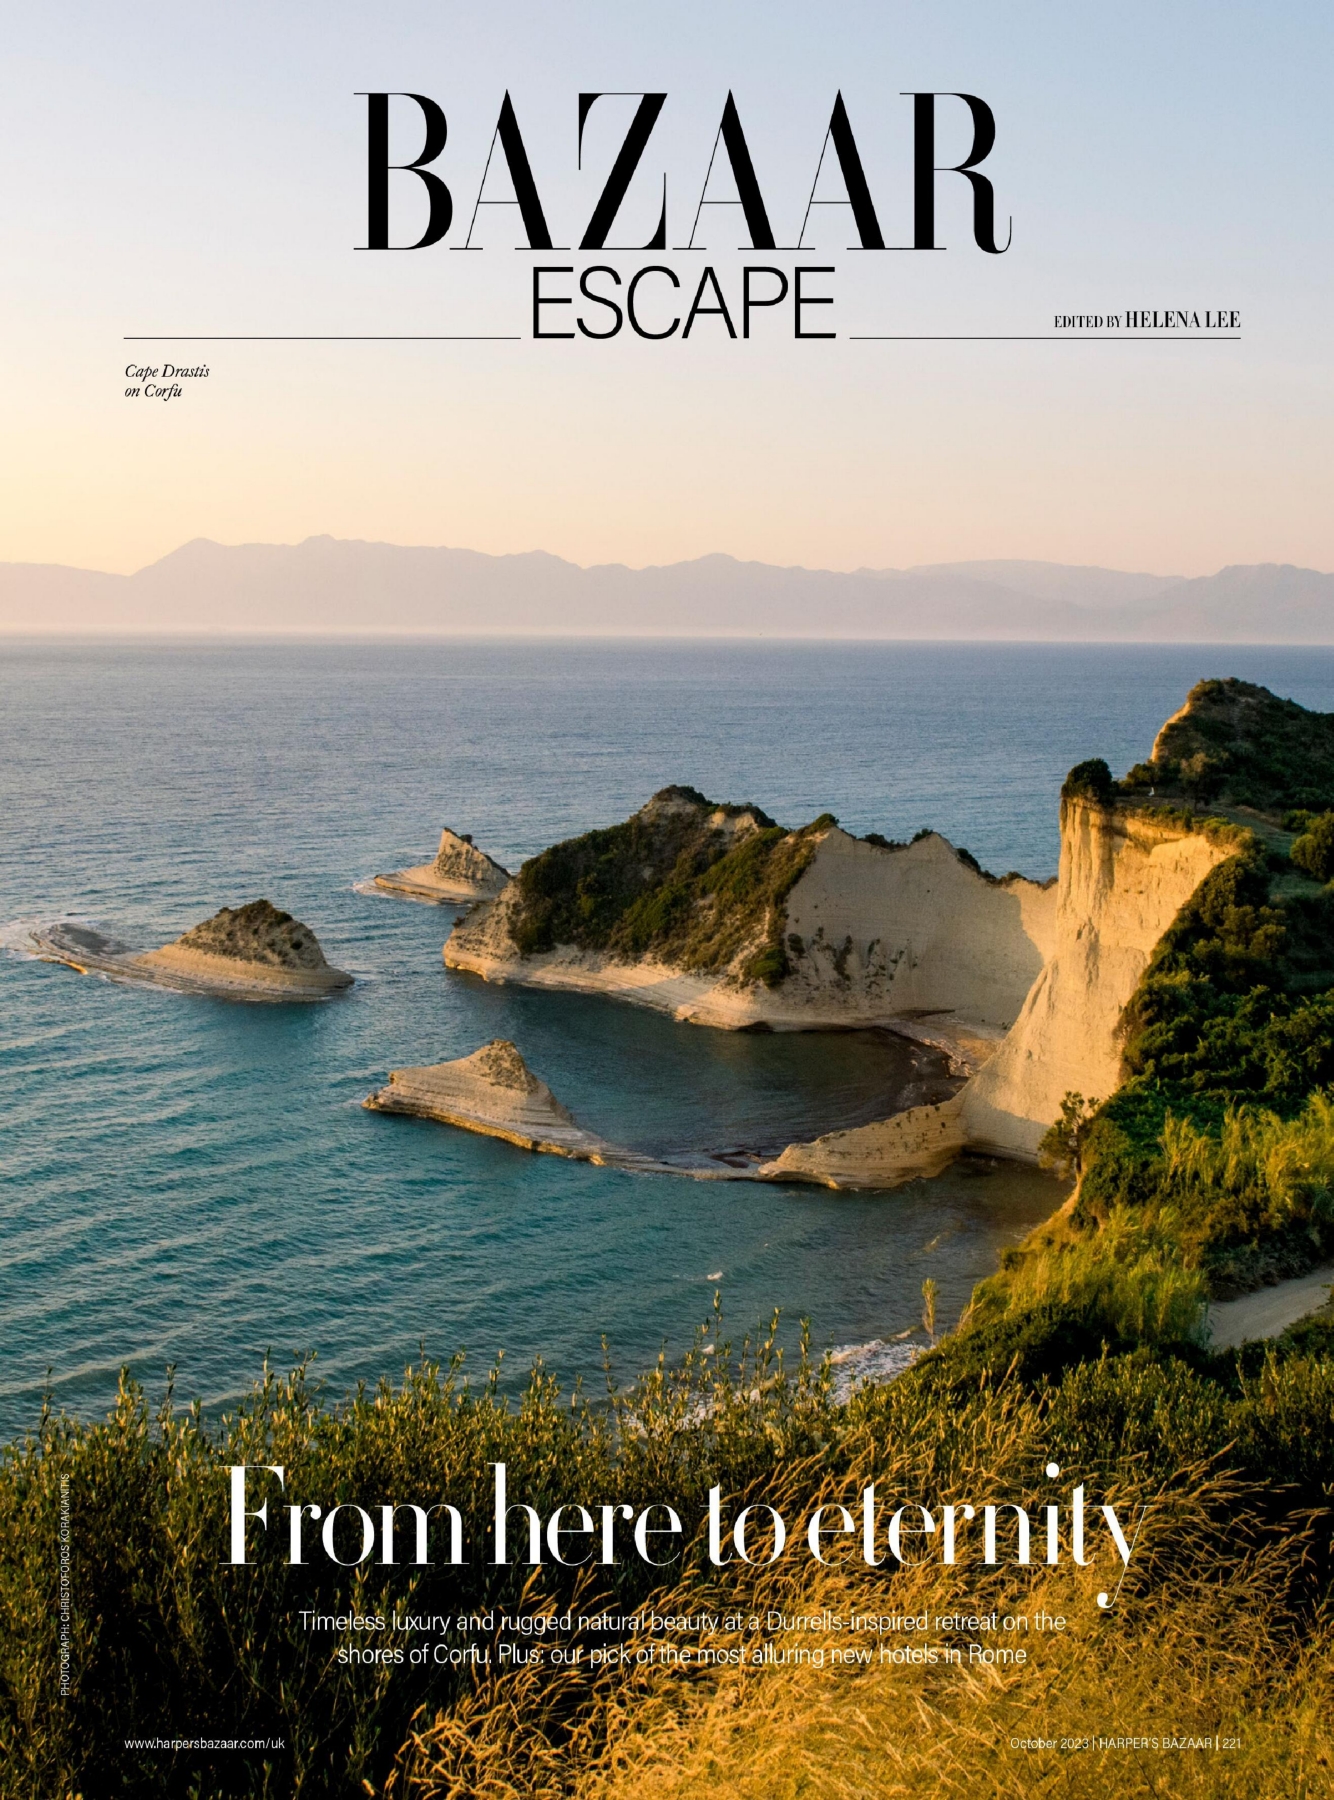 BAZAAR
ESCAPE
EDITED BY HELENA LEE
Cape Drastis
on Corfu
From here to eternity
Timeless luxury and rugged natural beauty at a Durrells-inspired retreat on the
shores of Corfu. Plus: our pick of the most alluring new hotels in Rome
PHOTOGRAPH: CHRISTOFOROS KORAKIANITIS
www.harpersbazaar.com/uk
October 2023 | HARPER'S BAZAAR | 221